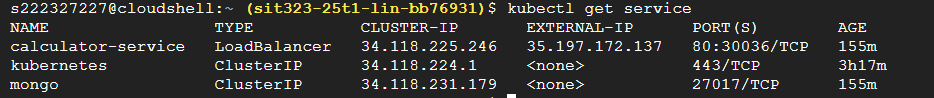 s222327227@cloudshell:~ (sit323-25t1-lin-bb76931)$ kubectl get service
NAME TYPE CLUSTER-IP EXTERNAL-IP PORT(S) AGE
calculator-service LoadBalancer 34.118.225.246 35.197.172.137 80:30036/TCP 155m
kubernetes ClusterIP 34.118.224.1 <none> 443/TCP 3h17m
mongo ClusterIP 34.118.231.179 <none> 27017/TCP 155m